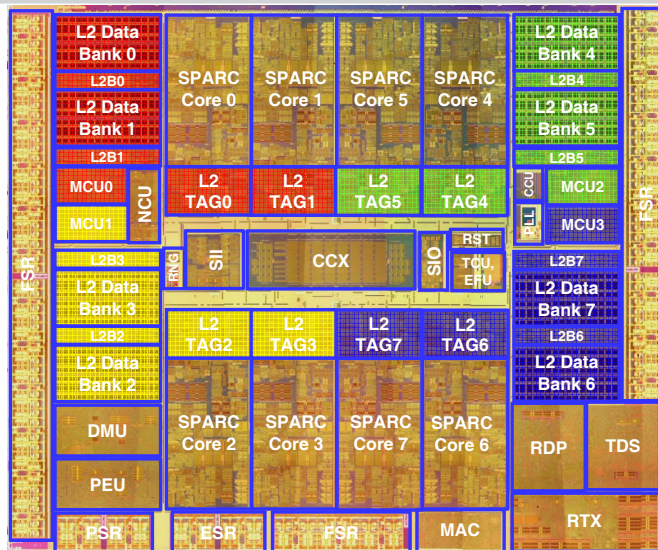 L2 Data
Bank 0
L2B0
L2 Data
Bank 1
L2B1
MCU0
MCU1
NCU
FSR
L2B3
L2 Data
Bank 3
L2B2
L2 Data
Bank 2
DMU
PEU
SPARC
Core 0
SPARC
Core 1
SPARC
Core 5
SPARC
Core 4
L2
TAG0
L2
TAG1
L2
TAG5
L2
TAG4
RNG
SII
CCX
SIO
RST
TCU,
EFU
L2
TAG2
L2
TAG3
L2
TAG7
L2
TAG6
SPARC
Core 2
SPARC
Core 3
SPARC
Core 7
SPARC
Core 6
L2 Data
Bank 4
L2B4
L2 Data
Bank 5
L2B5
CCU
MCU2
PLL
MCU3
FSR
L2B7
L2 Data
Bank 7
L2B6
L2 Data
Bank 6
RDP
TDS
RTX
PSR
ESR
FSR
MAC